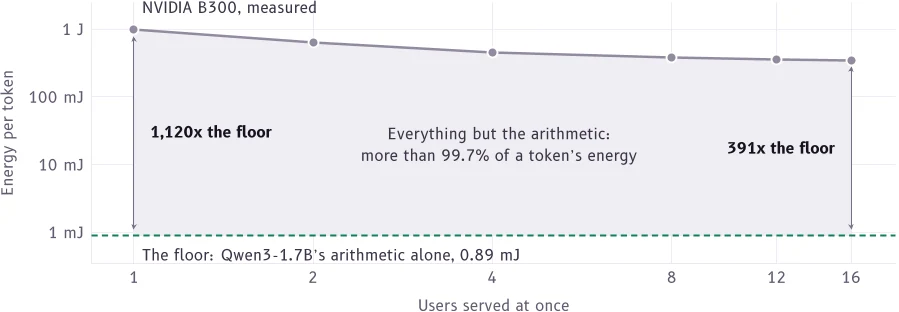 NVIDIA B300, measured
1 J
100 mJ
10 mJ
1 mJ
Energy per token
1,120x the floor
Everything but the arithmetic:
more than 99.7% of a token's energy
391x the floor
The floor: Qwen3-1.7B's arithmetic alone, 0.89 mJ
1 2 4 8 12 16
Users served at once